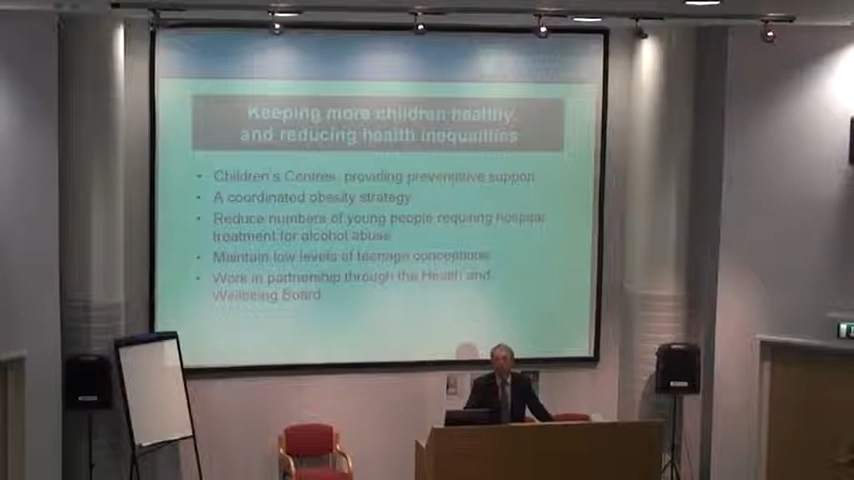 Keeping more children healthy,
and reducing health inequalities
• Children's Centres providing preventative support
• A coordinated obesity strategy
• Reduce numbers of young people requiring hospital
treatment for alcohol abuse
• Maintain low levels of teenage conceptions
• Work in partnership through the Health and
Wellbeing Board